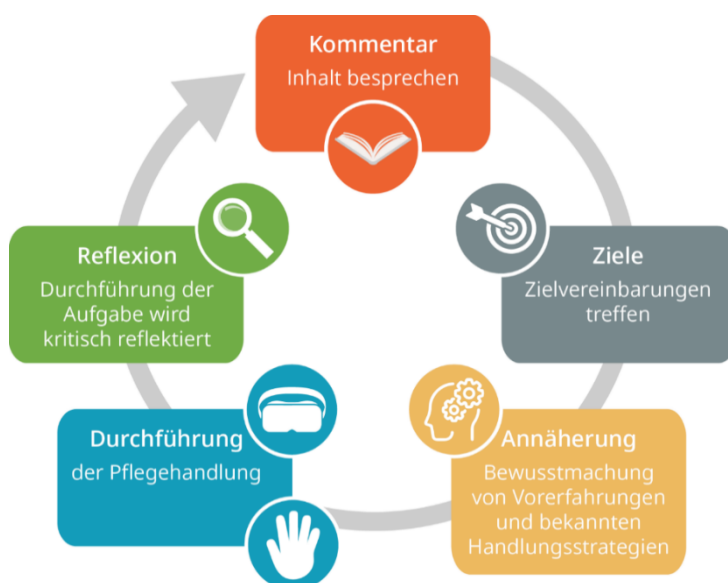 Kommentar
Inhalt besprechen
Ziele
Zielvereinbarungen
treffen
Annäherung
Bewusstmachung
von Vorerfahrungen
und bekannten
Handlungsstrategien
Durchführung
der Pflegehandlung
Reflexion
Durchführung der
Aufgabe wird
kritisch reflektiert